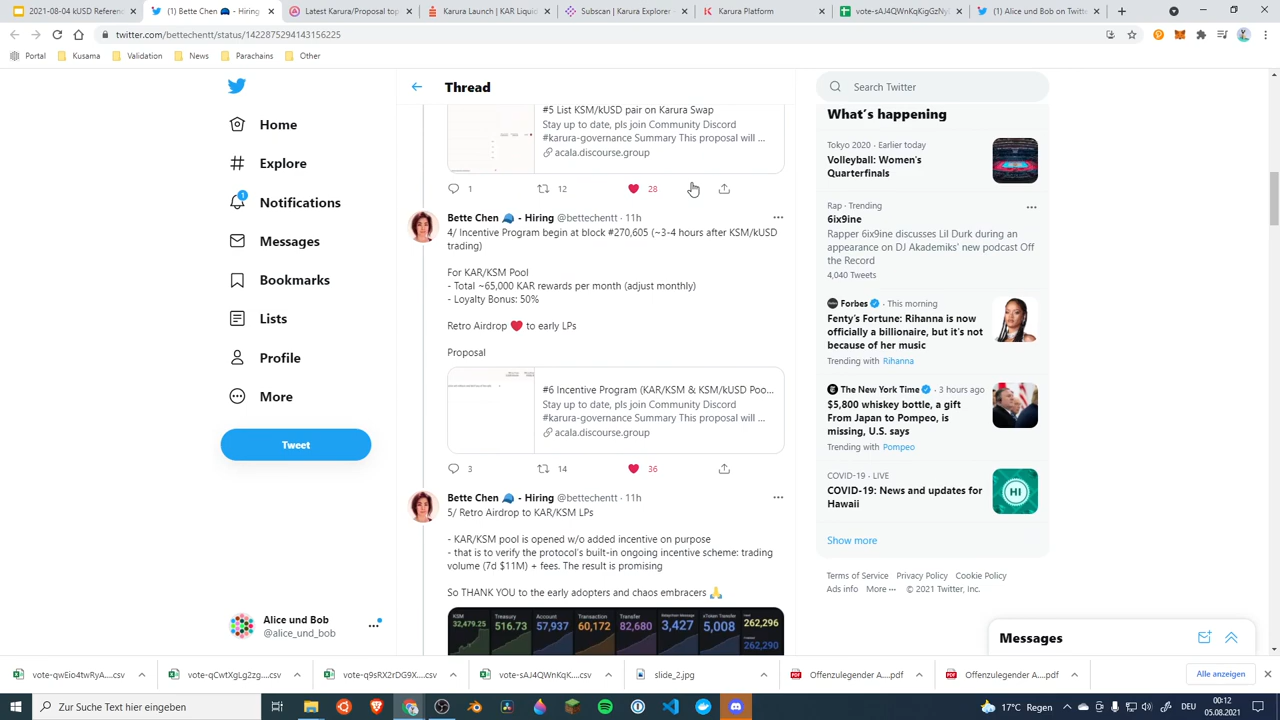 2021-08-04 kUSD Reference
(1) Bette Chen - Hiring
Latest Karura/Proposal top
Karura Launch | KAR Liquid
Subscan | Karura Explorer
Karura Platform
(1) Alice und Bob on Twitt
twitter.com/bettechentt/status/1422875294143156225
Portal
Kusama
Validation
News
Parachains
Other
Home
Explore
1
Notifications
Messages
Bookmarks
Lists
Profile
More
Tweet
Alice und Bob
@alice_und_bob
Thread
#5 List KSM/kUSD pair on Karura Swap
Stay up to date, pls join Community Discord
#karura-governance Summary This proposal will ...
acala.discourse.group
1 12 28
Bette Chen 🧢 - Hiring @bettechentt · 11h
4/ Incentive Program begin at block #270,605 (~3-4 hours after KSM/kUSD
trading)
For KAR/KSM Pool
- Total ~65,000 KAR rewards per month (adjust monthly)
- Loyalty Bonus: 50%
Retro Airdrop ❤️ to early LPs
Proposal
#6 Incentive Program (KAR/KSM & KSM/kUSD Poo...
Stay up to date, pls join Community Discord
#karura-governance Summary This proposal will ...
acala.discourse.group
3 14 36
Bette Chen 🧢 - Hiring @bettechentt · 11h
5/ Retro Airdrop to KAR/KSM LPs
- KAR/KSM pool is opened w/o added incentive on purpose
- that is to verify the protocol's built-in ongoing incentive scheme: trading
volume (7d $11M) + fees. The result is promising
So THANK YOU to the early adopters and chaos embracers 🙏
KSM Treasury Account Transaction Transfer
32,479.25 516.73 57,937 60,172 82,680 3,427 5,008 262,296
262,290
Search Twitter
What's happening
Tokyo 2020 · Earlier today
Volleyball: Women's
Quarterfinals
Rap · Trending
6ix9ine
Rapper 6ix9ine discusses Lil Durk during an
appearance on DJ Akademiks' new podcast Off
the Record
4,040 Tweets
Forbes · This morning
Fenty's Fortune: Rihanna is now
officially a billionaire, but it's not
because of her music
Trending with Rihanna
The New York Time · 3 hours ago
$5,800 whiskey bottle, a gift
From Japan to Pompeo, is
missing, U.S. says
Trending with Pompeo
COVID-19 · LIVE
COVID-19: News and updates for
Hawaii
HI
Show more
Terms of Service Privacy Policy Cookie Policy
Ads info More ··· © 2021 Twitter, Inc.
Messages
vote-qwEio4twRyA....csv
vote-qCwtXgLg2zg....csv
vote-q9sRX2rDG9X....csv
vote-sAJ4QWnKqK....csv
slide_2.jpg
Offenzulegender A....pdf
Offenzulegender A....pdf
Alle anzeigen
Zur Suche Text hier eingeben
17°C Regen
DEU
00:12
05.08.2021